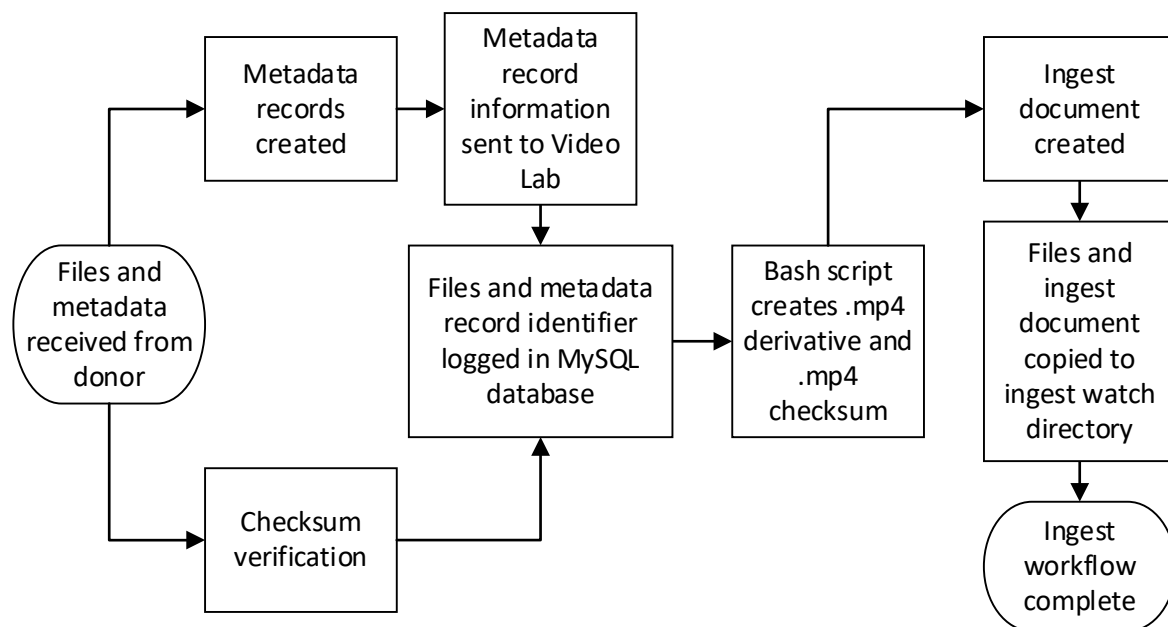 Files and
metadata
received from
donor
Metadata
records
created
Metadata
record
information
sent to Video
Lab
Checksum
verification
Files and metadata
record identifier
logged in MySQL
database
Bash script
creates .mp4
derivative and
.mp4
checksum
Ingest
document
created
Files and
ingest
document
copied to
ingest watch
directory
Ingest
workflow
complete